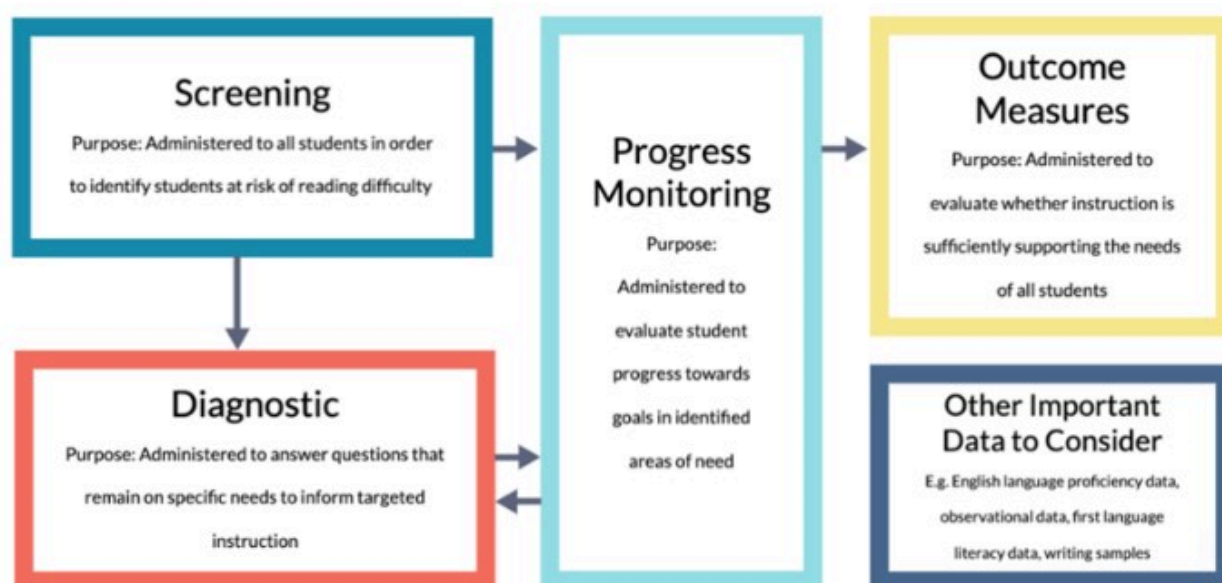 Screening
Purpose: Administered to all students in order
to identify students at risk of reading difficulty
Diagnostic
Purpose: Administered to answer questions that
remain on specific needs to inform targeted
instruction
Progress
Monitoring
Purpose:
Administered to
evaluate student
progress towards
goals in identified
areas of need
Outcome
Measures
Purpose: Administered to
evaluate whether instruction is
sufficiently supporting the needs
of all students
Other Important
Data to Consider
E.g. English language proficiency data,
observational data, first language
literacy data, writing samples